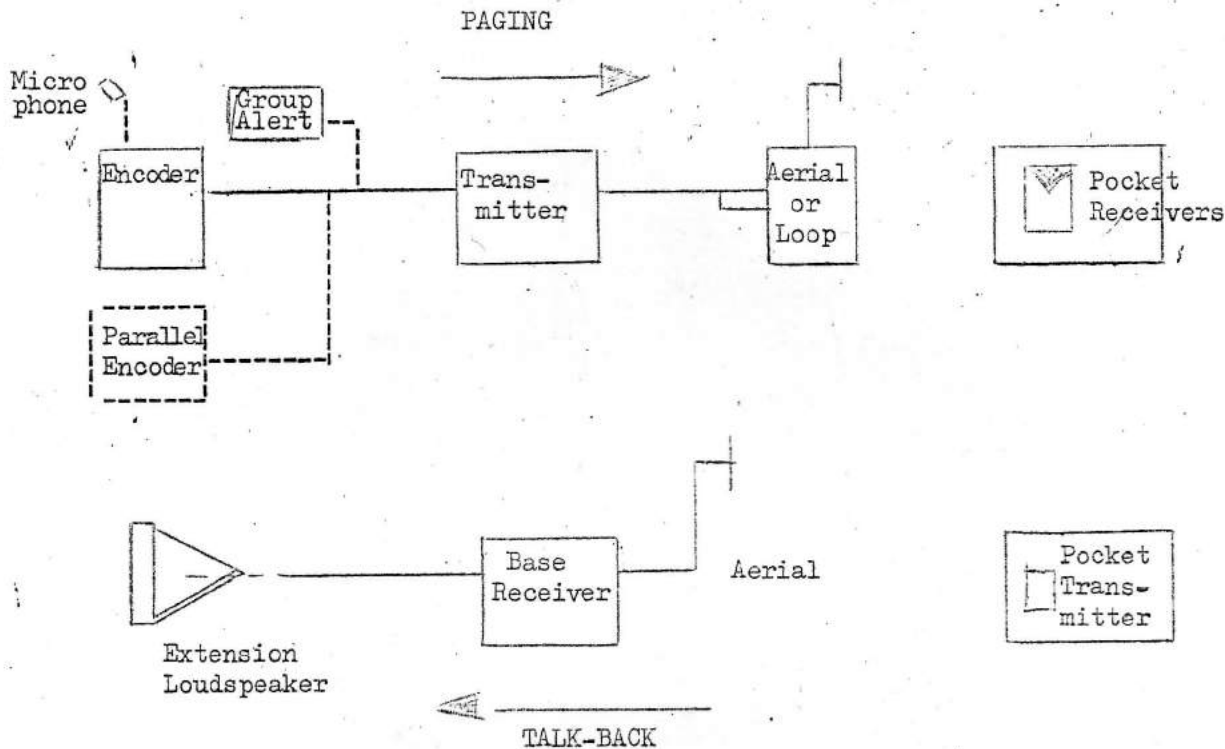 PAGING
Micro
phone
Group
Alert
Encoder
Trans-
mitter
Aerial
or
Loop
Pocket
Receivers
Parallel
Encoder
Base
Receiver
Aerial
Pocket
Trans-
mitter
Extension
Loudspeaker
TALK-BACK